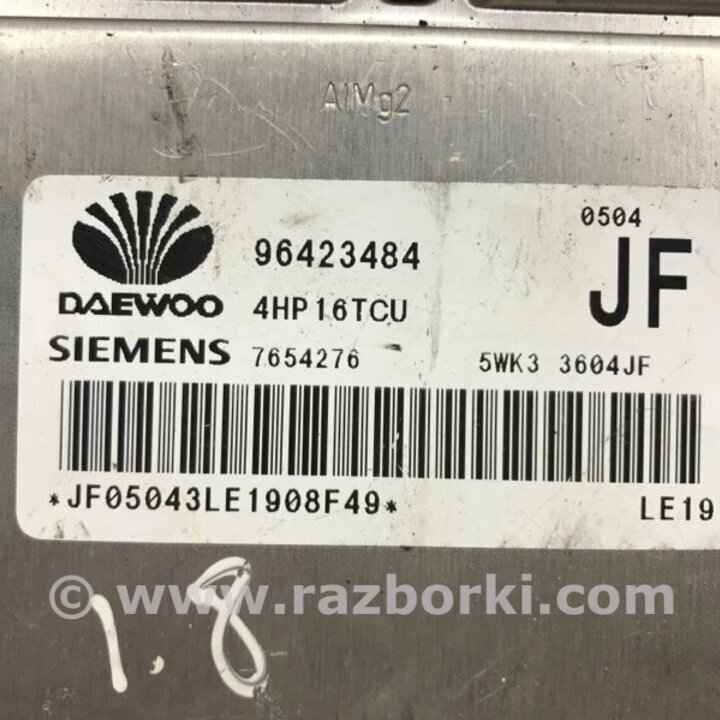 AlMg2
0504
96423484
JF
DAEWOO
4HP16TCU
SIEMENS
7654276
5WK3 3604JF
*JF05043LE1908F49*
LE19
© www.razborki.com
1.8